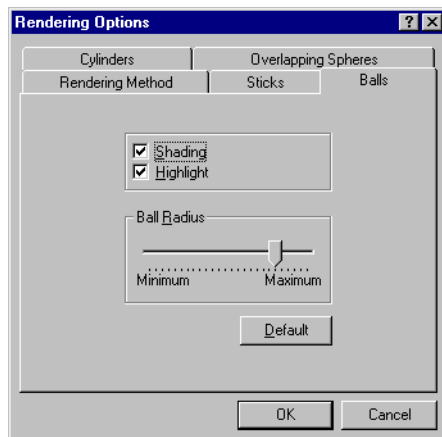 Rendering Options
Cylinders Overlapping Spheres
Rendering Method Sticks Balls
Shading
Highlight
Ball Radius
Minimum Maximum
Default
OK Cancel